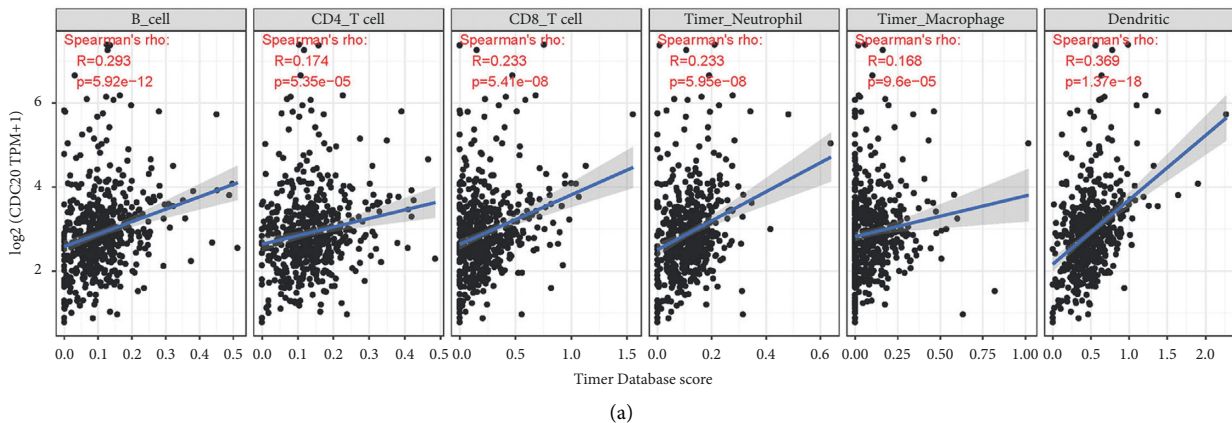 B_cell
CD4_T cell
CD8_T cell
Timer_Neutrophil
Timer_Macrophage
Dendritic
Spearman's rho:
R=0.293
p=5.92e-12
Spearman's rho:
R=0.174
p=5.35e-05
Spearman's rho:
R=0.233
p=5.41e-08
Spearman's rho:
R=0.233
p=5.95e-08
Spearman's rho:
R=0.168
p=9.6e-05
Spearman's rho:
R=0.369
p=1.37e-18
log2 (CDC20 TPM+1)
6
4
2
0.0 0.1 0.2 0.3 0.4 0.5
0.0 0.1 0.2 0.3 0.4 0.5
0.0 0.5 1.0 1.5
0.0 0.2 0.4 0.6
0.00 0.25 0.50 0.75 1.00
0.0 0.5 1.0 1.5 2.0
Timer Database score
(a)